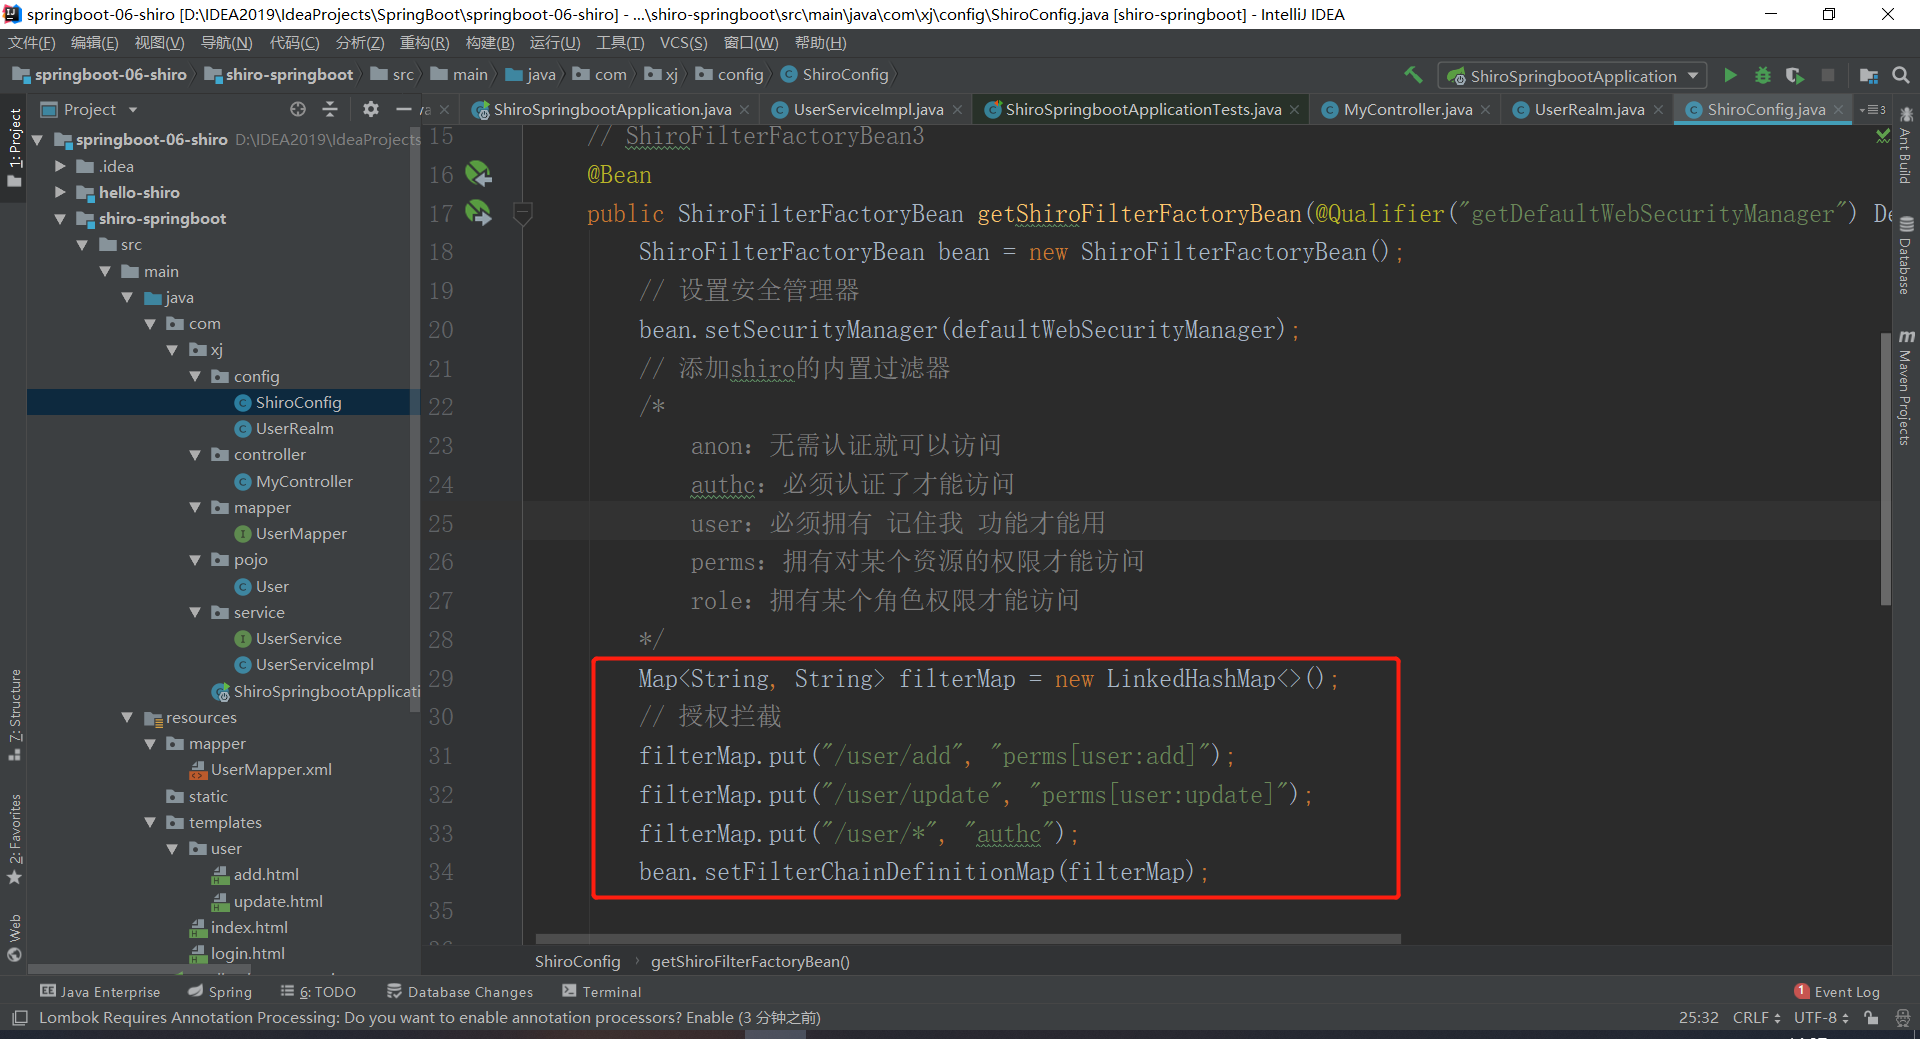 springboot-06-shiro [D:\IDEA2019\IdeaProjects\SpringBoot\springboot-06-shiro] - ...\shiro-springboot\src\main\java\com\xj\config\ShiroConfig.java [shiro-springboot] - IntelliJ IDEA
文件(F) 编辑(E) 视图(V) 导航(N) 代码(C) 分析(Z) 重构(R) 构建(B) 运行(U) 工具(T) VCS(S) 窗口(W) 帮助(H)
springboot-06-shiro shiro-springboot src main java com xj config ShiroConfig ShiroSpringbootApplication
Project
ShiroSpringbootApplication.java UserServiceImpl.java ShiroSpringbootApplicationTests.java MyController.java UserRealm.java ShiroConfig.java
1: Project
Z: Structure
2: Favorites
Web
springboot-06-shiro D:\IDEA2019\IdeaProjects
.idea
hello-shiro
shiro-springboot
src
main
java
com
xj
config
ShiroConfig
UserRealm
controller
MyController
mapper
UserMapper
pojo
User
service
UserService
UserServiceImpl
ShiroSpringbootApplicati
resources
mapper
UserMapper.xml
static
templates
user
add.html
update.html
index.html
login.html
15 // ShiroFilterFactoryBean3
16 @Bean
17 public ShiroFilterFactoryBean getShiroFilterFactoryBean(@Qualifier("getDefaultWebSecurityManager") De
18 ShiroFilterFactoryBean bean = new ShiroFilterFactoryBean();
19 // 设置安全管理器
20 bean.setSecurityManager(defaultWebSecurityManager);
21 // 添加shiro的内置过滤器
22 /*
23 anon: 无需认证就可以访问
24 authc: 必须认证了才能访问
25 user: 必须拥有 记住我 功能才能用
26 perms: 拥有对某个资源的权限才能访问
27 role: 拥有某个角色权限才能访问
28 */
29 Map<String, String> filterMap = new LinkedHashMap<>();
30 // 授权拦截
31 filterMap.put("/user/add", "perms[user:add]");
32 filterMap.put("/user/update", "perms[user:update]");
33 filterMap.put("/user/*", "authc");
34 bean.setFilterChainDefinitionMap(filterMap);
35
Ant Build
Database
Maven Projects
ShiroConfig getShiroFilterFactoryBean()
Java Enterprise Spring 6: TODO Database Changes Terminal 1 Event Log
Lombok Requires Annotation Processing: Do you want to enable annotation processors? Enable (3 分钟之前) 25:32 CRLF UTF-8